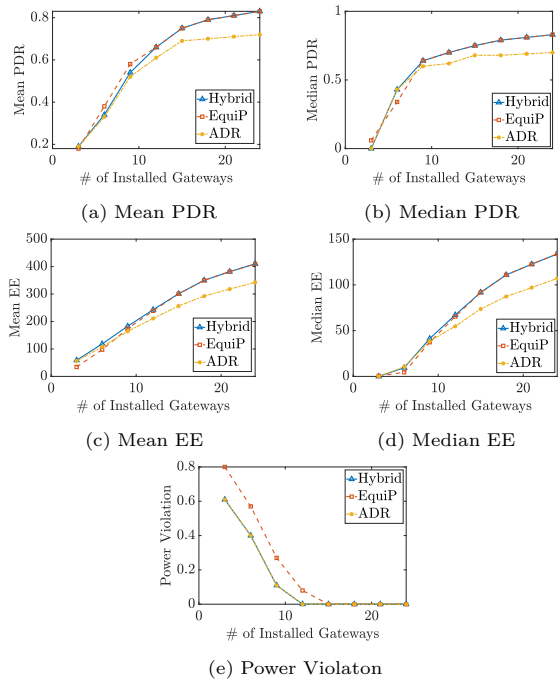 0.8
0.6
0.4
0.2
Mean PDR
Hybrid
EquiP
ADR
0
10
20
# of Installed Gateways
(a) Mean PDR
1
0.5
0
Median PDR
Hybrid
EquiP
ADR
0
10
20
# of Installed Gateways
(b) Median PDR
500
400
300
200
100
0
Mean EE
Hybrid
EquiP
ADR
0
10
20
# of Installed Gateways
(c) Mean EE
150
100
50
0
Median EE
Hybrid
EquiP
ADR
0
10
20
# of Installed Gateways
(d) Median EE
0.8
0.6
0.4
0.2
0
Power Violation
Hybrid
EquiP
ADR
0
10
20
# of Installed Gateways
(e) Power Violaton